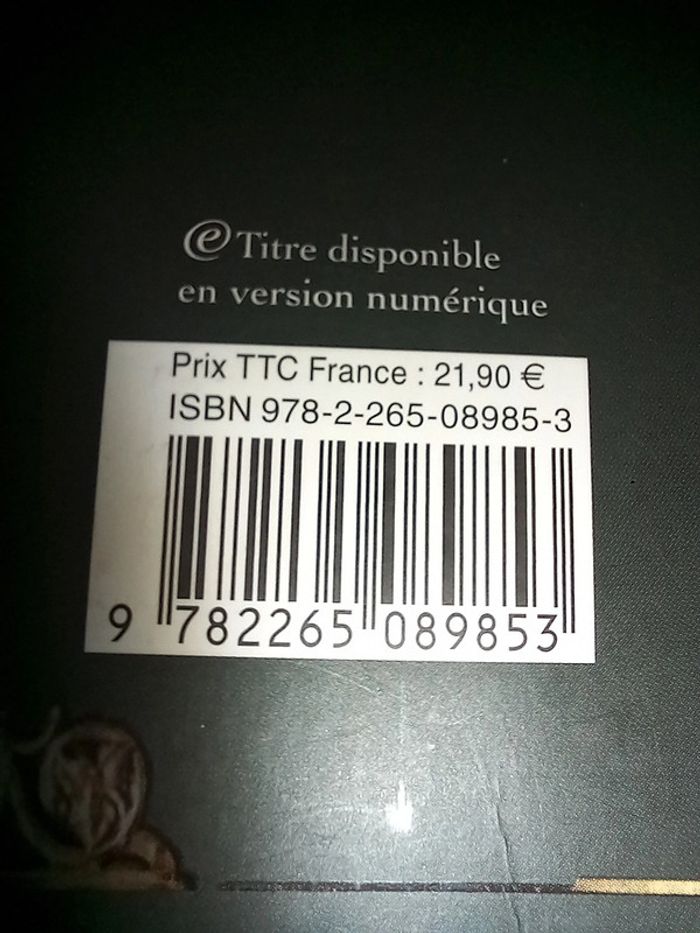 e Titre disponible
en version numérique
Prix TTC France : 21,90 €
ISBN 978-2-265-08985-3
9 782265 089853